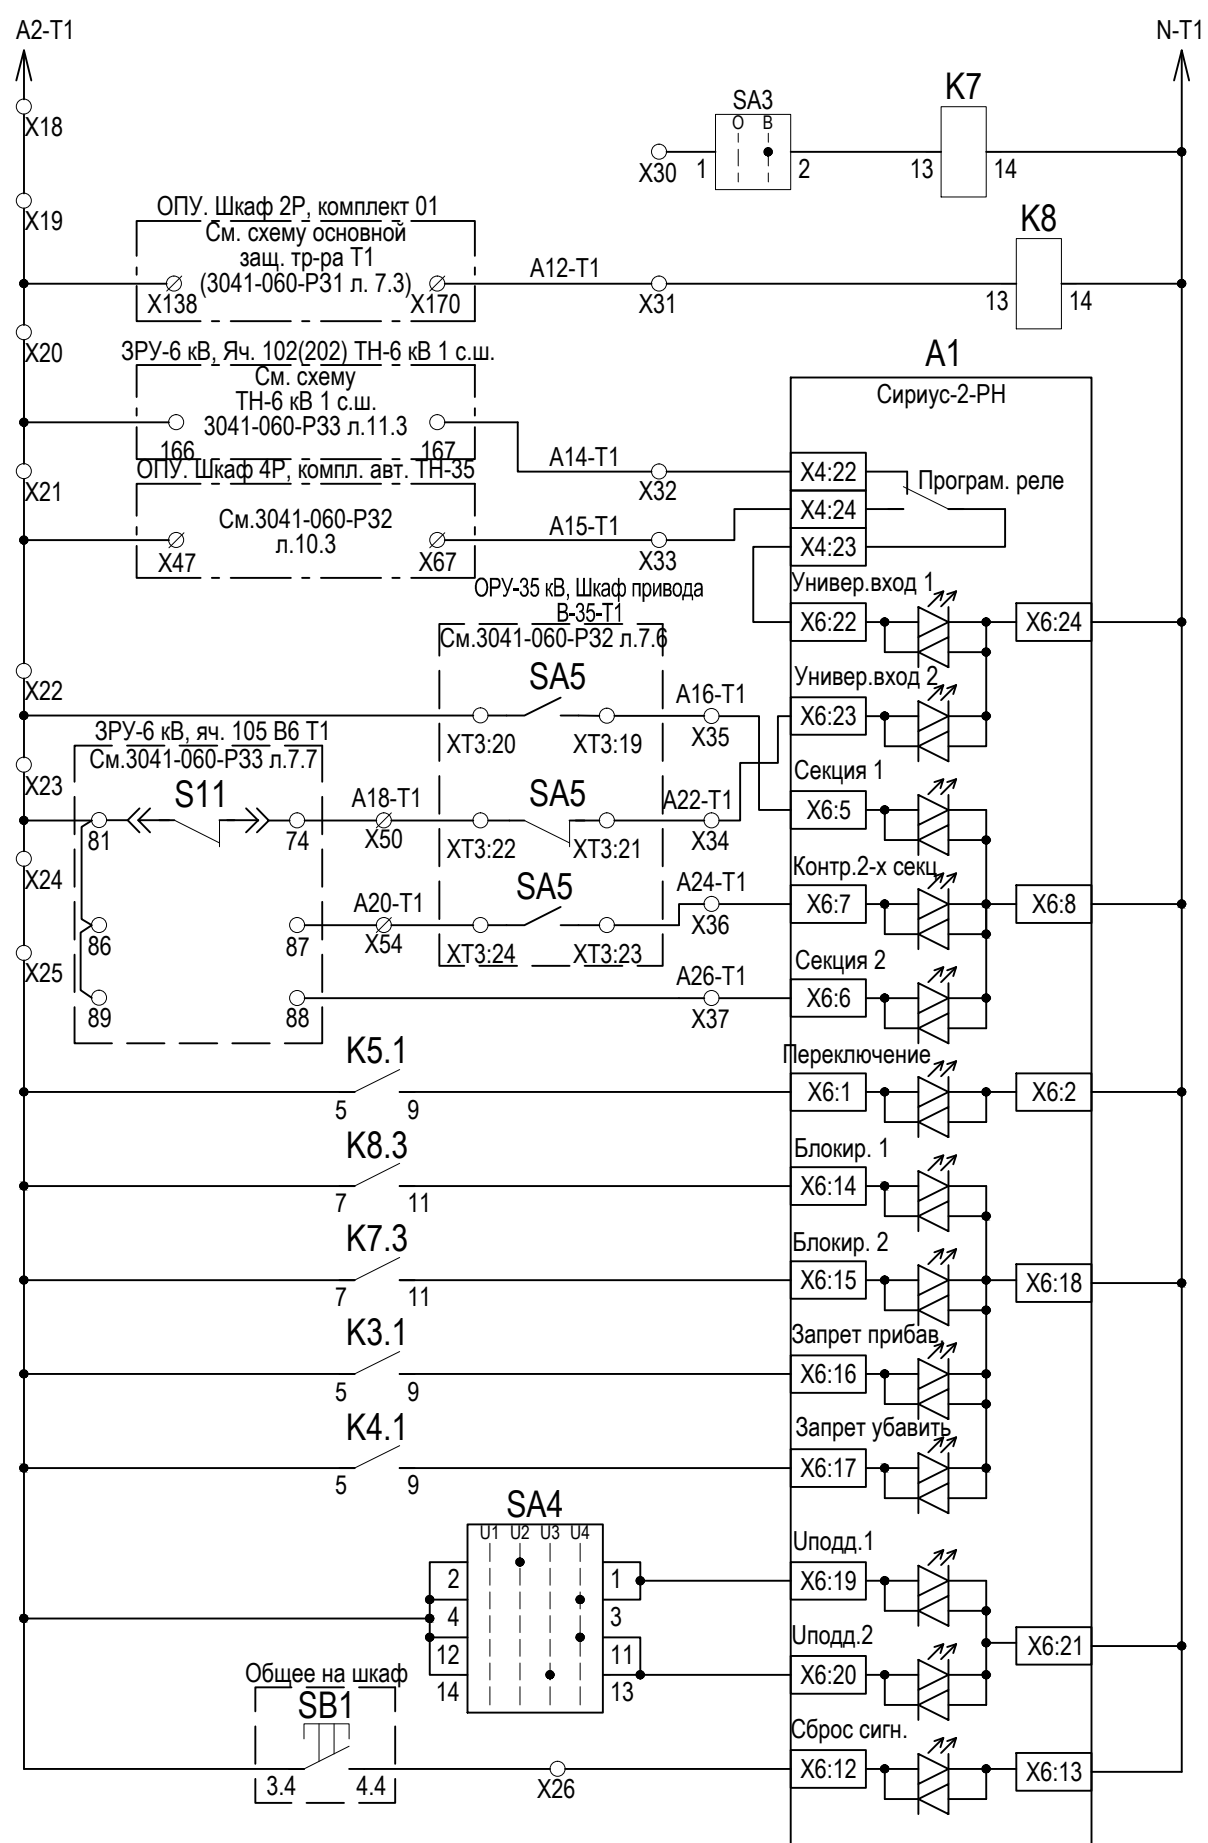 A2-T1
N-T1
X18
SA3
O B
K7
X30 1 2 13 14
X19
ОПУ. Шкаф 2Р, комплект 01
См. схему основной
защ. тр-ра Т1
(3041-060-РЗ1 л. 7.3)
X138 X170
A12-T1
X31
K8
13 14
X20
ЗРУ-6 кВ, Яч. 102(202) ТН-6 кВ 1 с.ш.
См. схему
ТН-6 кВ 1 с.ш.
3041-060-РЗ3 л.11.3
166 167
A14-T1
X32
A1
Сириус-2-РН
X4:22
Програм. реле
X4:24
X4:23
X21
ОПУ. Шкаф 4Р, компл. авт. ТН-35
См.3041-060-РЗ2
л.10.3
X47 X67
A15-T1
X33
Универ.вход 1
X6:22 X6:24
ОРУ-35 кВ, Шкаф привода
В-35-Т1
См.3041-060-РЗ2 л.7.6
X22
SA5
XT3:20 XT3:19
A16-T1
X35
Универ.вход 2
X6:23
ЗРУ-6 кВ, яч. 105 В6 Т1
См.3041-060-РЗ3 л.7.7
X23
S11
81 74
A18-T1
X50
SA5
XT3:22 XT3:21
A22-T1
X34
Секция 1
X6:5
X24
86 87
A20-T1
X54
SA5
XT3:24 XT3:23
A24-T1
X36
Контр.2-х секц.
X6:7 X6:8
X25
89 88
A26-T1
X37
Секция 2
X6:6
K5.1
5 9
Переключение
X6:1 X6:2
K8.3
7 11
Блокир. 1
X6:14
K7.3
7 11
Блокир. 2
X6:15 X6:18
K3.1
5 9
Запрет прибав.
X6:16
K4.1
5 9
Запрет убавить
X6:17
SA4
U1 U2 U3 U4
2 1
4 3
12 11
14 13
Uподд.1
X6:19
Uподд.2
X6:20
X6:21
Общее на шкаф
SB1
3.4 4.4
X26
Сброс сигн.
X6:12 X6:13